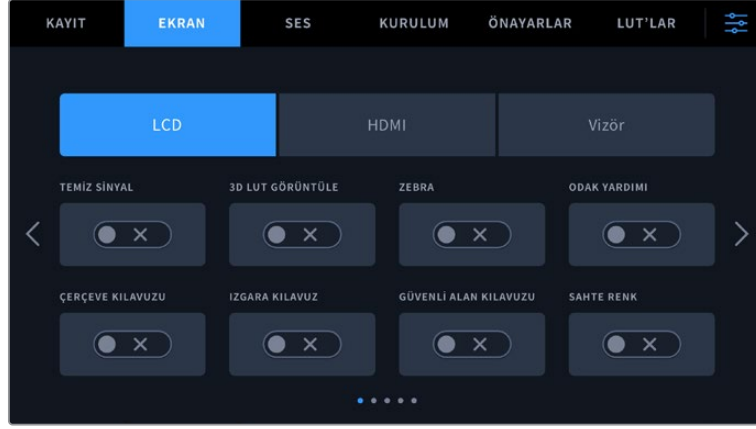 KAYIT EKRAN SES KURULUM ÖNAYARLAR LUT’LAR
LCD HDMI Vizör
TEMİZ SİNYAL 3D LUT GÖRÜNTÜLE ZEBRA ODAK YARDIMI
ÇERÇEVE KILAVUZU IZGARA KILAVUZ GÜVENLİ ALAN KILAVUZU SAHTE RENK